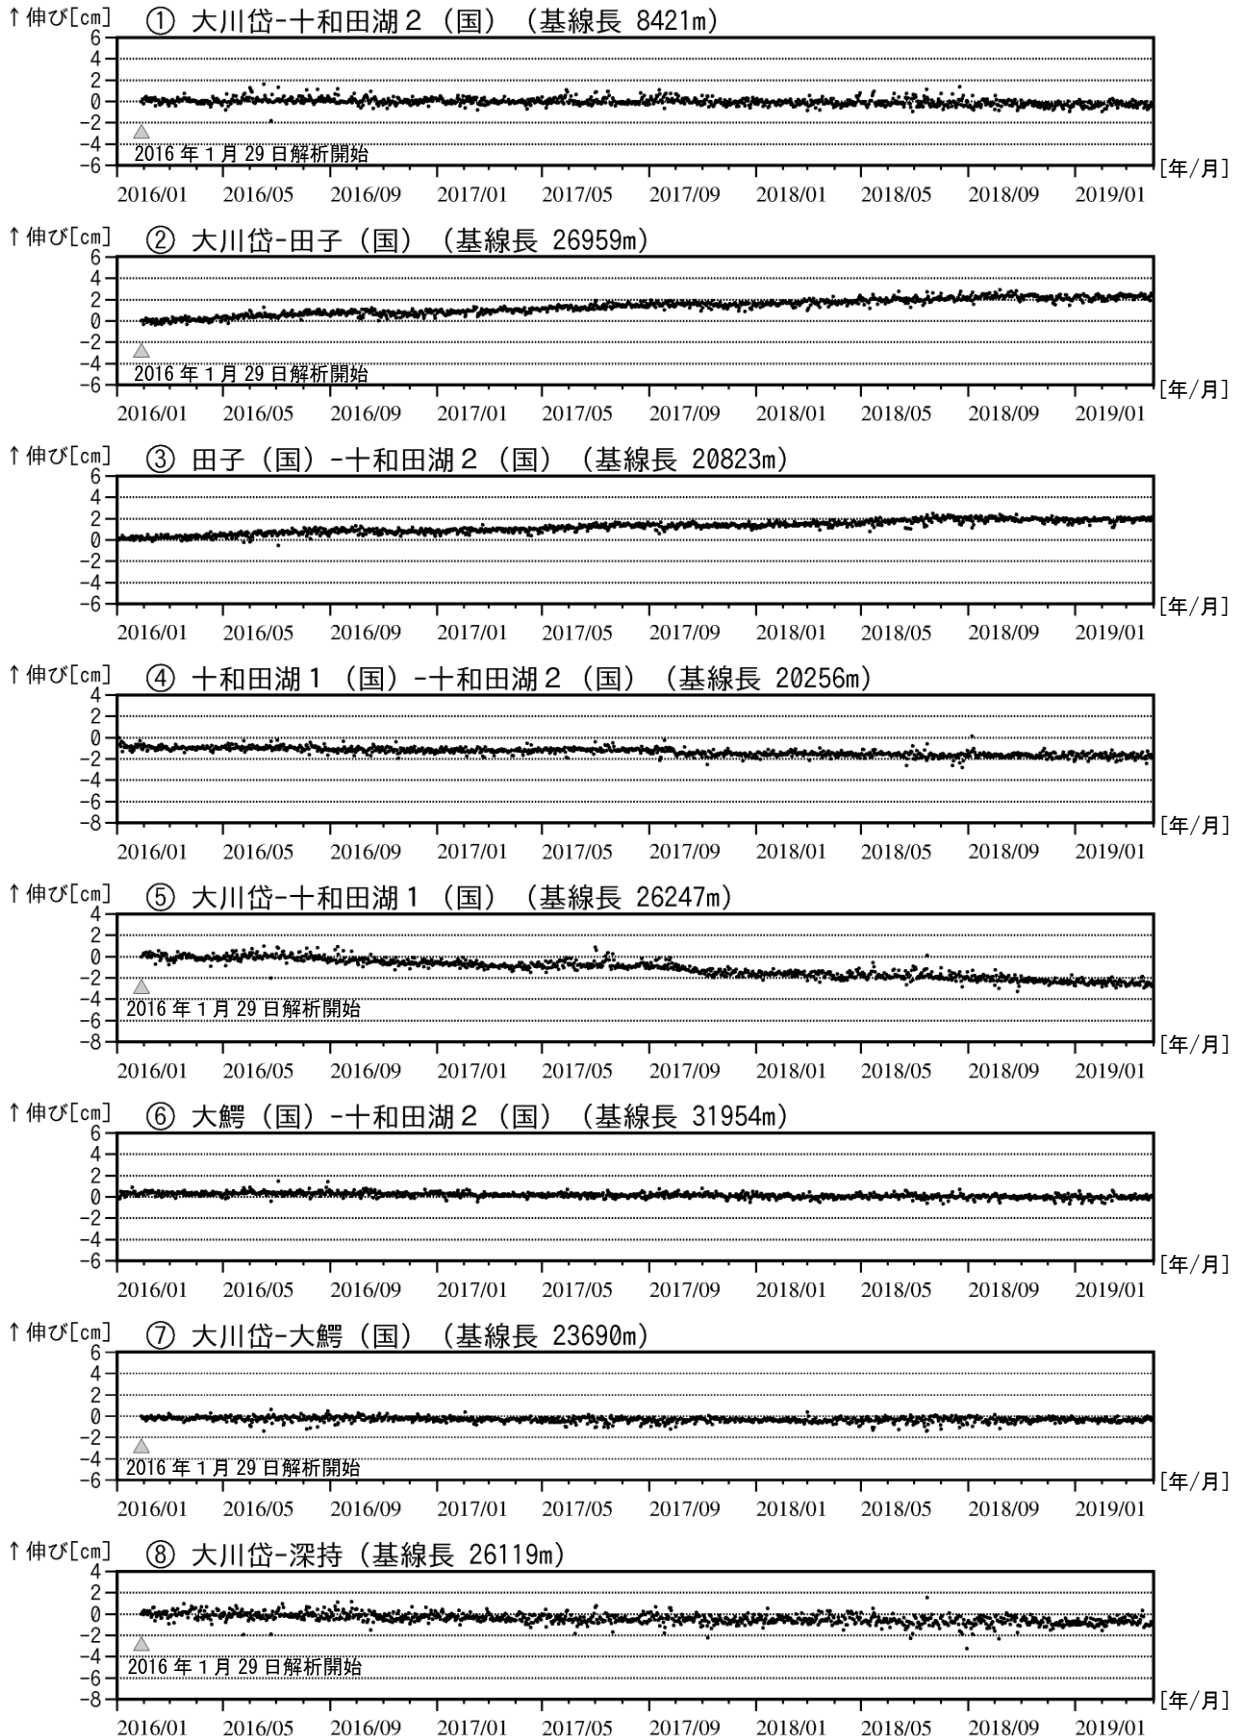 ↑伸び[cm] ① 大川岱-十和田湖2（国）（基線長 8421m）
6
4
2
0
-2
-4
-6
2016年1月29日解析開始
[年/月]
2016/01 2016/05 2016/09 2017/01 2017/05 2017/09 2018/01 2018/05 2018/09 2019/01
↑伸び[cm] ② 大川岱-田子（国）（基線長 26959m）
6
4
2
0
-2
-4
-6
2016年1月29日解析開始
[年/月]
2016/01 2016/05 2016/09 2017/01 2017/05 2017/09 2018/01 2018/05 2018/09 2019/01
↑伸び[cm] ③ 田子（国）-十和田湖2（国）（基線長 20823m）
6
4
2
0
-2
-4
-6
[年/月]
2016/01 2016/05 2016/09 2017/01 2017/05 2017/09 2018/01 2018/05 2018/09 2019/01
↑伸び[cm] ④ 十和田湖1（国）-十和田湖2（国）（基線長 20256m）
4
2
0
-2
-4
-6
-8
[年/月]
2016/01 2016/05 2016/09 2017/01 2017/05 2017/09 2018/01 2018/05 2018/09 2019/01
↑伸び[cm] ⑤ 大川岱-十和田湖1（国）（基線長 26247m）
4
2
0
-2
-4
-6
-8
2016年1月29日解析開始
[年/月]
2016/01 2016/05 2016/09 2017/01 2017/05 2017/09 2018/01 2018/05 2018/09 2019/01
↑伸び[cm] ⑥ 大鰐（国）-十和田湖2（国）（基線長 31954m）
6
4
2
0
-2
-4
-6
[年/月]
2016/01 2016/05 2016/09 2017/01 2017/05 2017/09 2018/01 2018/05 2018/09 2019/01
↑伸び[cm] ⑦ 大川岱-大鰐（国）（基線長 23690m）
6
4
2
0
-2
-4
-6
2016年1月29日解析開始
[年/月]
2016/01 2016/05 2016/09 2017/01 2017/05 2017/09 2018/01 2018/05 2018/09 2019/01
↑伸び[cm] ⑧ 大川岱-深持（基線長 26119m）
4
2
0
-2
-4
-6
-8
2016年1月29日解析開始
[年/月]
2016/01 2016/05 2016/09 2017/01 2017/05 2017/09 2018/01 2018/05 2018/09 2019/01